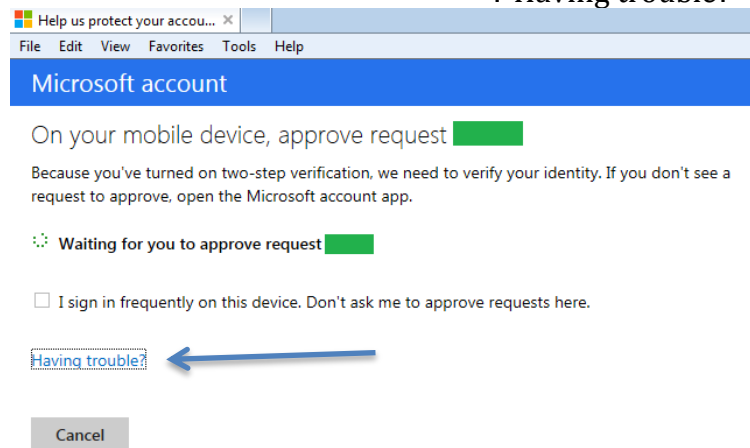 Having trouble?
Help us protect your accou...
File Edit View Favorites Tools Help
Microsoft account
On your mobile device, approve request
Because you've turned on two-step verification, we need to verify your identity. If you don't see a
request to approve, open the Microsoft account app.
Waiting for you to approve request
I sign in frequently on this device. Don't ask me to approve requests here.
Having trouble?
Cancel